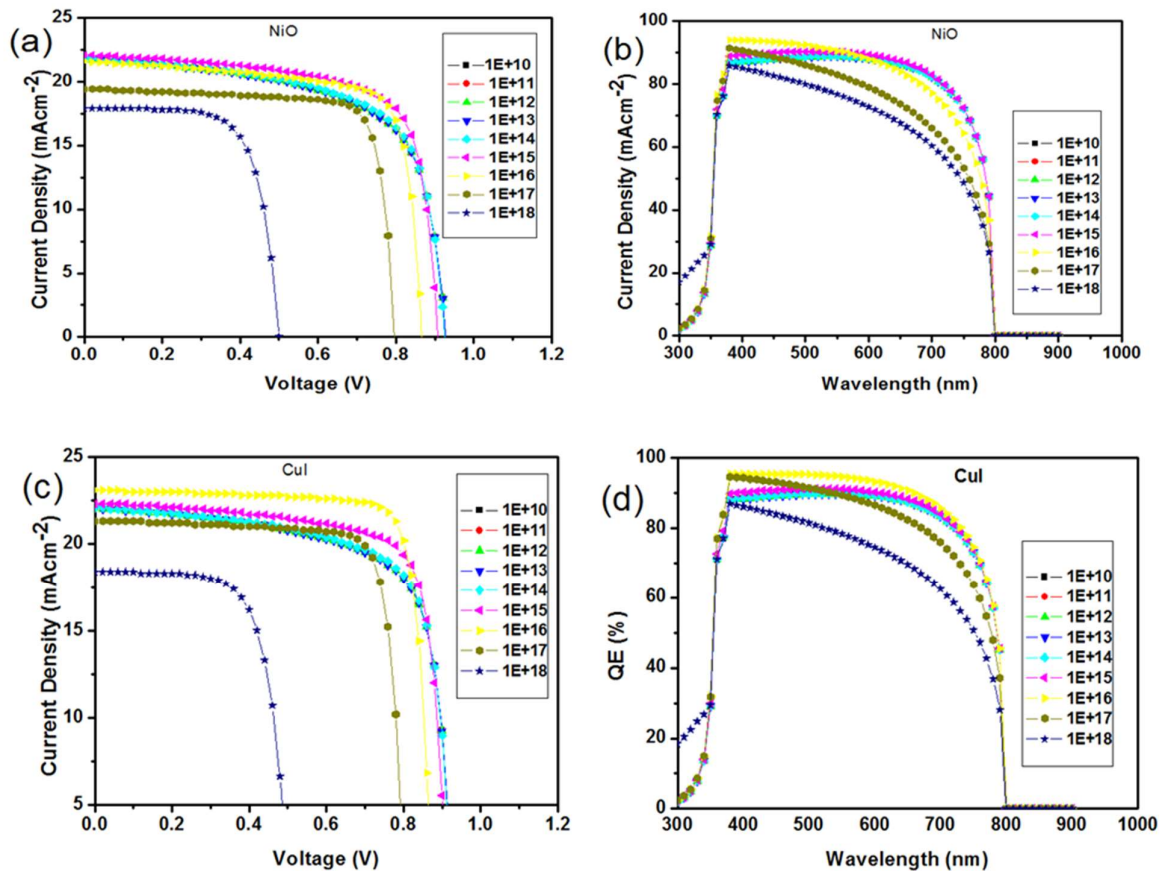 (a)
NiO
25
20
15
10
5
0
0.0 0.2 0.4 0.6 0.8 1.0 1.2
Current Density (mAcm-2)
Voltage (V)
1E+10
1E+11
1E+12
1E+13
1E+14
1E+15
1E+16
1E+17
1E+18
(b)
NiO
100
80
60
40
20
0
300 400 500 600 700 800 900 1000
Current Density (mAcm-2)
Wavelength (nm)
1E+10
1E+11
1E+12
1E+13
1E+14
1E+15
1E+16
1E+17
1E+18
(c)
CuI
25
20
15
10
5
0.0 0.2 0.4 0.6 0.8 1.0 1.2
Current Density (mAcm-2)
Voltage (V)
1E+10
1E+11
1E+12
1E+13
1E+14
1E+15
1E+16
1E+17
1E+18
(d)
CuI
100
80
60
40
20
0
300 400 500 600 700 800 900 1000
QE (%)
Wavelength (nm)
1E+10
1E+11
1E+12
1E+13
1E+14
1E+15
1E+16
1E+17
1E+18